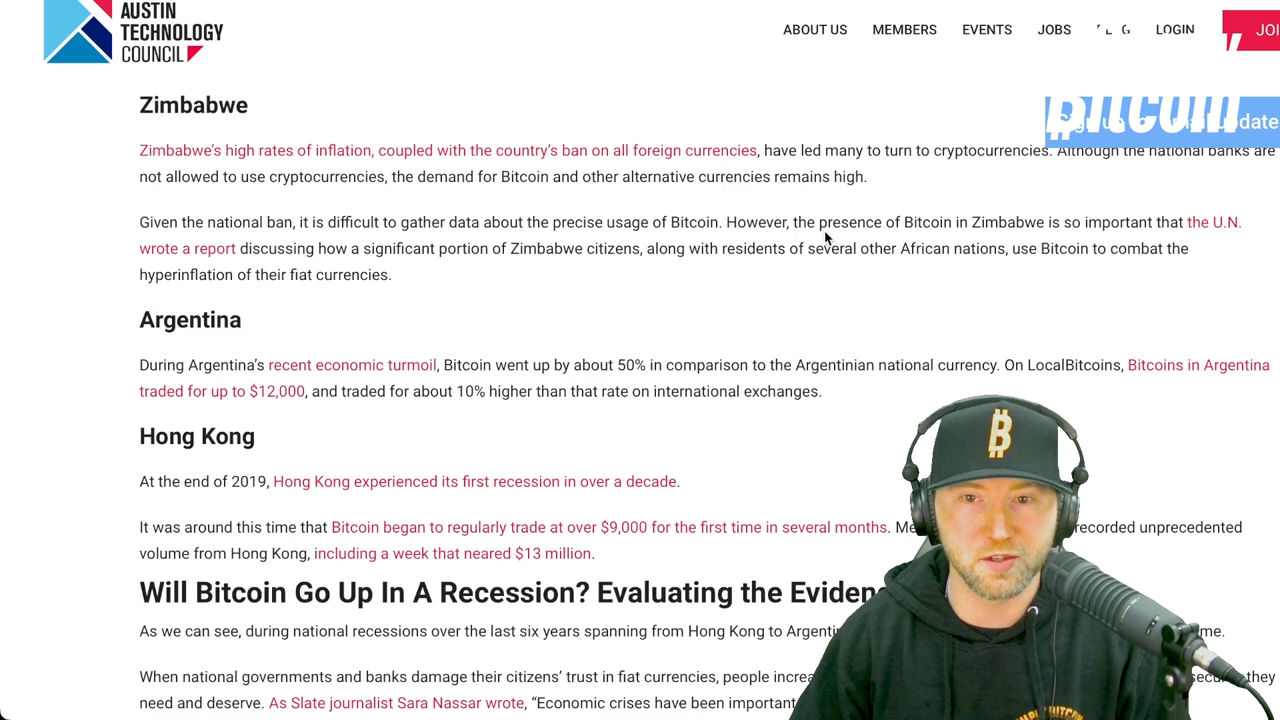 AUSTIN
TECHNOLOGY
COUNCIL
ABOUT US MEMBERS EVENTS JOBS LOGIN JOI
Bitcoin
Zimbabwe
Zimbabwe's high rates of inflation, coupled with the country's ban on all foreign currencies, have led many to turn to cryptocurrencies. Although the national banks are
not allowed to use cryptocurrencies, the demand for Bitcoin and other alternative currencies remains high.
Given the national ban, it is difficult to gather data about the precise usage of Bitcoin. However, the presence of Bitcoin in Zimbabwe is so important that the U.N.
wrote a report discussing how a significant portion of Zimbabwe citizens, along with residents of several other African nations, use Bitcoin to combat the
hyperinflation of their fiat currencies.
Argentina
During Argentina's recent economic turmoil, Bitcoin went up by about 50% in comparison to the Argentinian national currency. On LocalBitcoins, Bitcoins in Argentina
traded for up to $12,000, and traded for about 10% higher than that rate on international exchanges.
Hong Kong
At the end of 2019, Hong Kong experienced its first recession in over a decade.
It was around this time that Bitcoin began to regularly trade at over $9,000 for the first time in several months. Me recorded unprecedented
volume from Hong Kong, including a week that neared $13 million.
Will Bitcoin Go Up In A Recession? Evaluating the Eviden
As we can see, during national recessions over the last six years spanning from Hong Kong to Argenti me.
When national governments and banks damage their citizens' trust in fiat currencies, people increa they
need and deserve. As Slate journalist Sara Nassar wrote, "Economic crises have been important